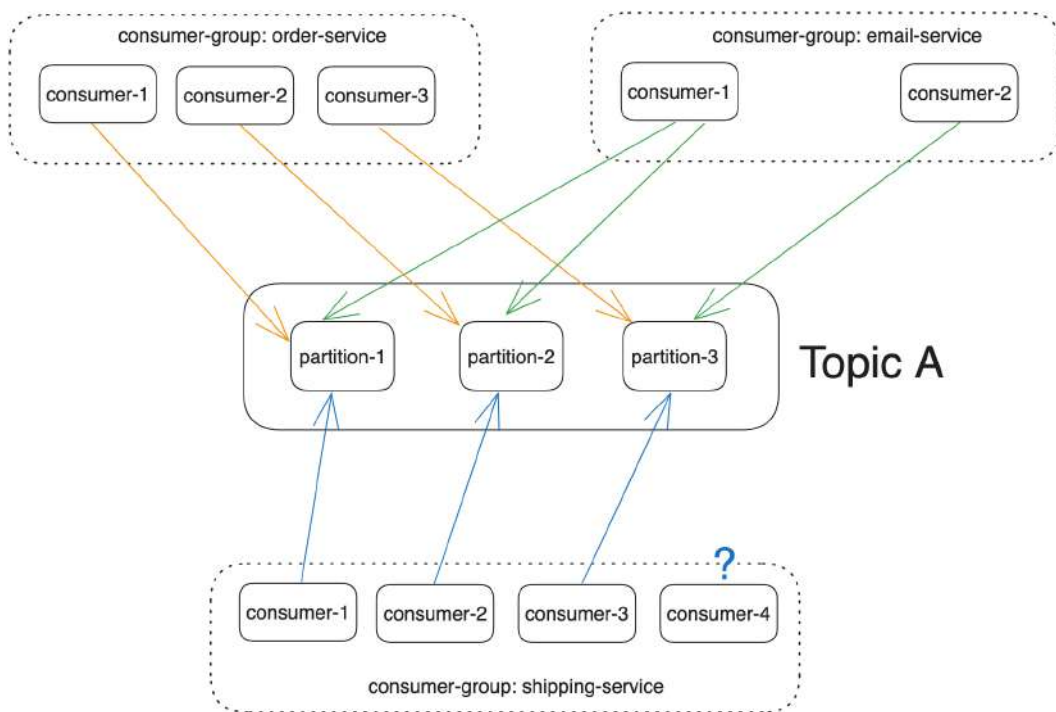 consumer-group: order-service
consumer-group: email-service
consumer-1
consumer-2
consumer-3
consumer-1
consumer-2
partition-1
partition-2
partition-3
Topic A
?
consumer-1
consumer-2
consumer-3
consumer-4
consumer-group: shipping-service